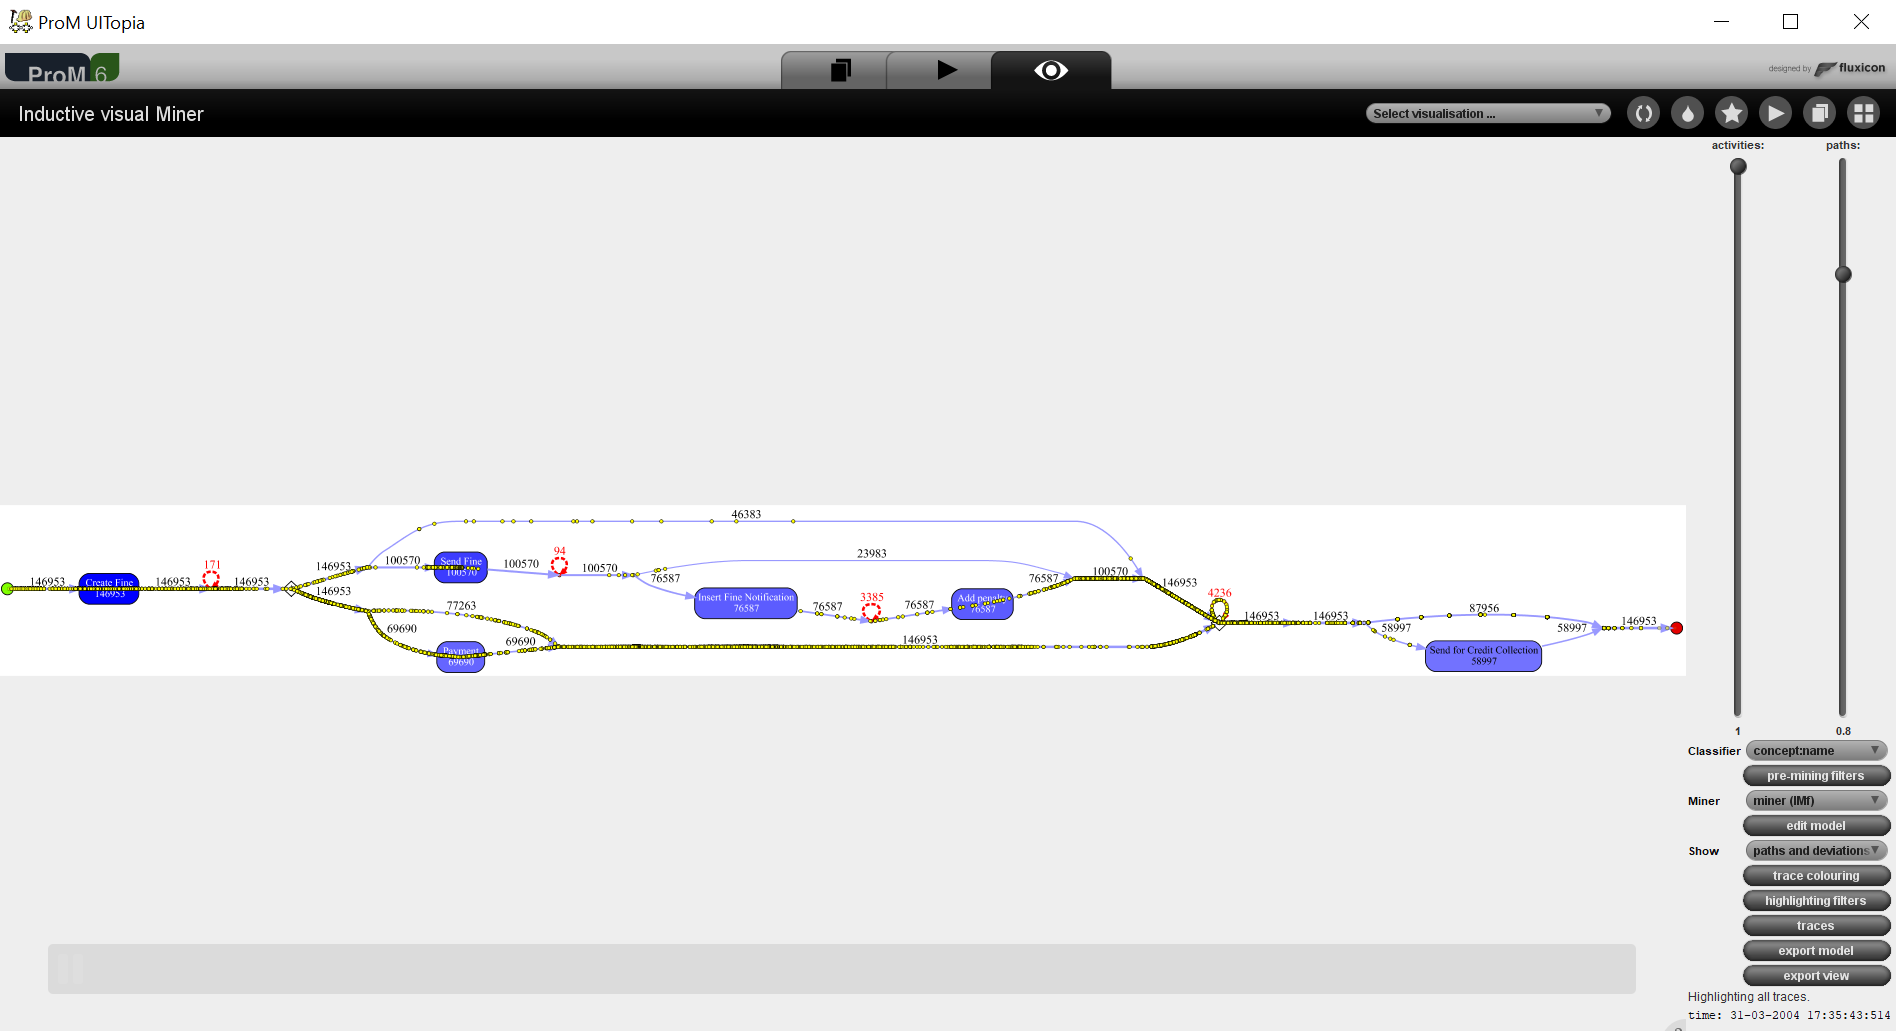 ProM UITopia
ProM 6
designed by fluxicon
Inductive visual Miner
Select visualisation ...
activities:
paths:
46383
146953
100570
Send Fine
100570
100570
94
100570
23983
76587
Insert Fine Notification
76587
76587
3385
76587
Add penalty
76587
76587
100570
146953
146953
Create Fine
146953
146953
171
146953
146953
77263
69690
Payment
69690
69690
146953
4236
146953
146953
87956
58997
Send for Credit Collection
58997
58997
146953
1
0.8
Classifier
concept:name
pre-mining filters
Miner
miner (IMf)
edit model
Show
paths and deviations
trace colouring
highlighting filters
traces
export model
export view
Highlighting all traces.
time: 31-03-2004 17:35:43:514